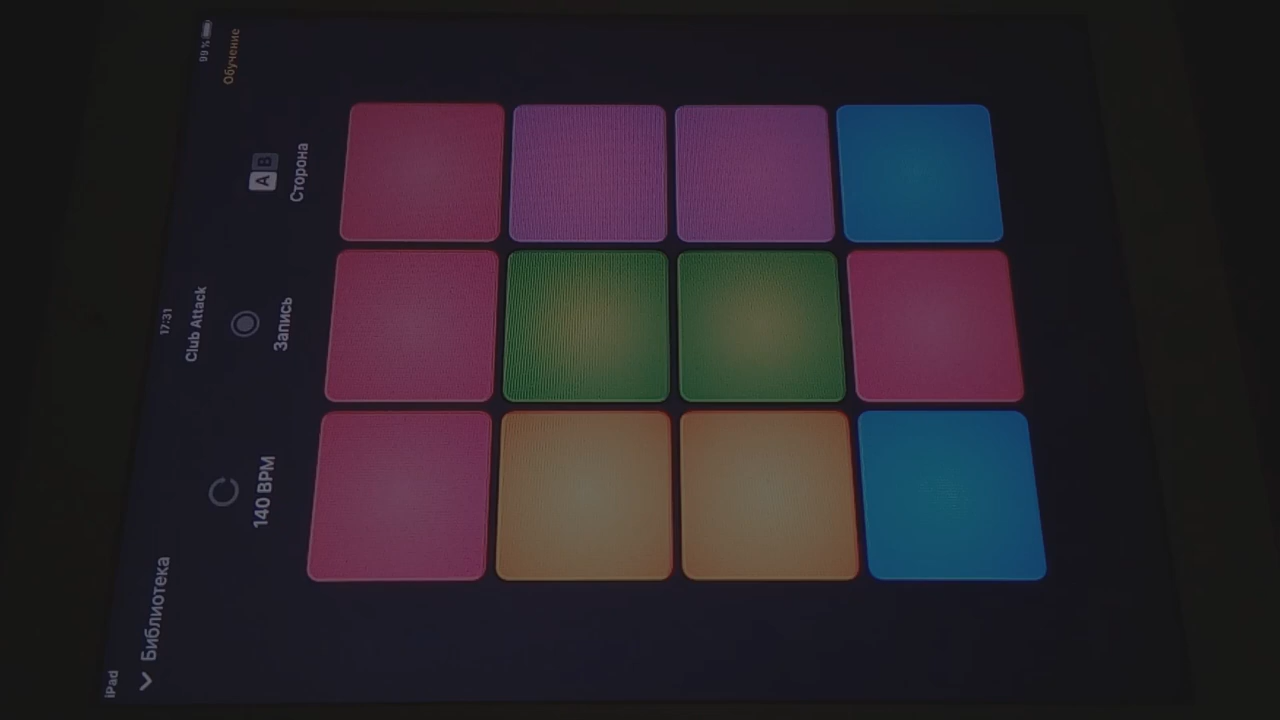 iPad
17:31
99 %
Библиотека
Club Attack
Обучение
140 BPM
Запись
A B
Сторона